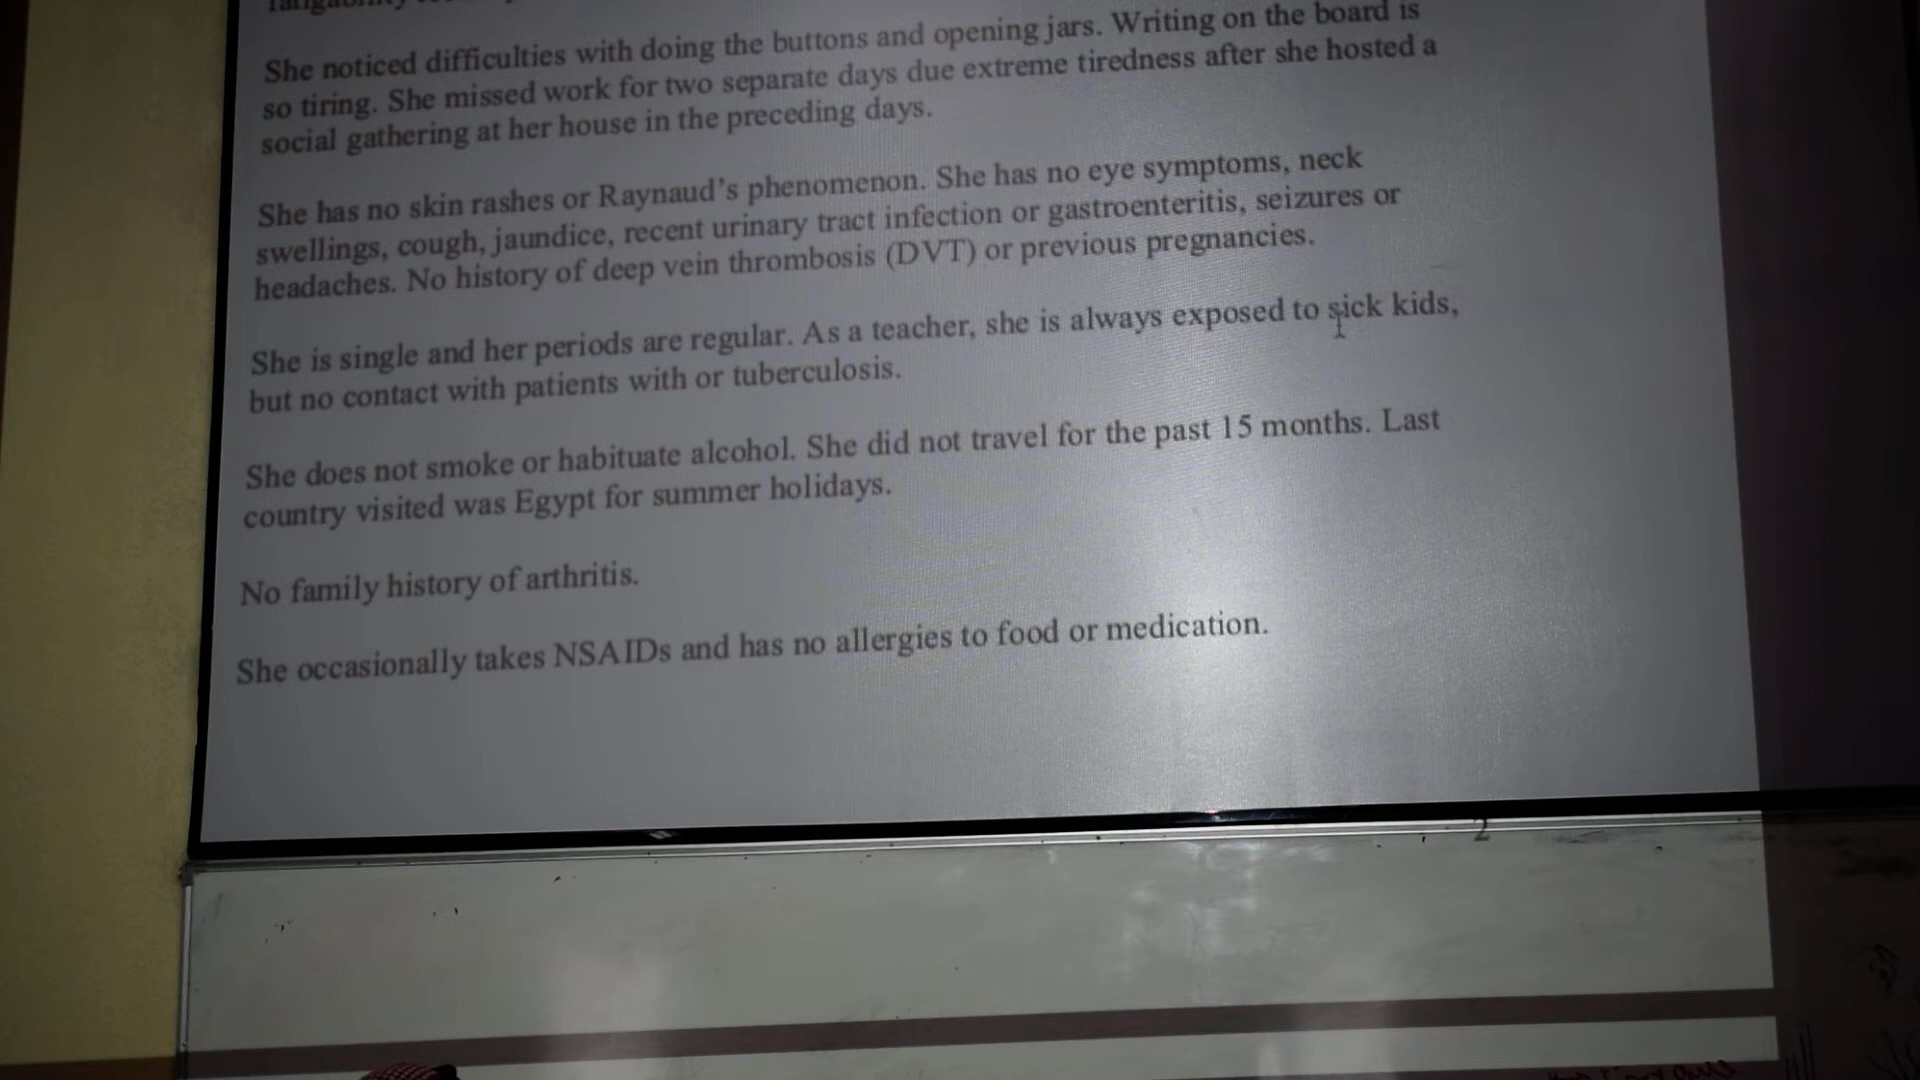 She noticed difficulties with doing the buttons and opening jars. Writing on the board is
so tiring. She missed work for two separate days due extreme tiredness after she hosted a
social gathering at her house in the preceding days.
She has no skin rashes or Raynaud's phenomenon. She has no eye symptoms, neck
swellings, cough, jaundice, recent urinary tract infection or gastroenteritis, seizures or
headaches. No history of deep vein thrombosis (DVT) or previous pregnancies.
She is single and her periods are regular. As a teacher, she is always exposed to sick kids,
but no contact with patients with or tuberculosis.
She does not smoke or habituate alcohol. She did not travel for the past 15 months. Last
country visited was Egypt for summer holidays.
No family history of arthritis.
She occasionally takes NSAIDs and has no allergies to food or medication.
2